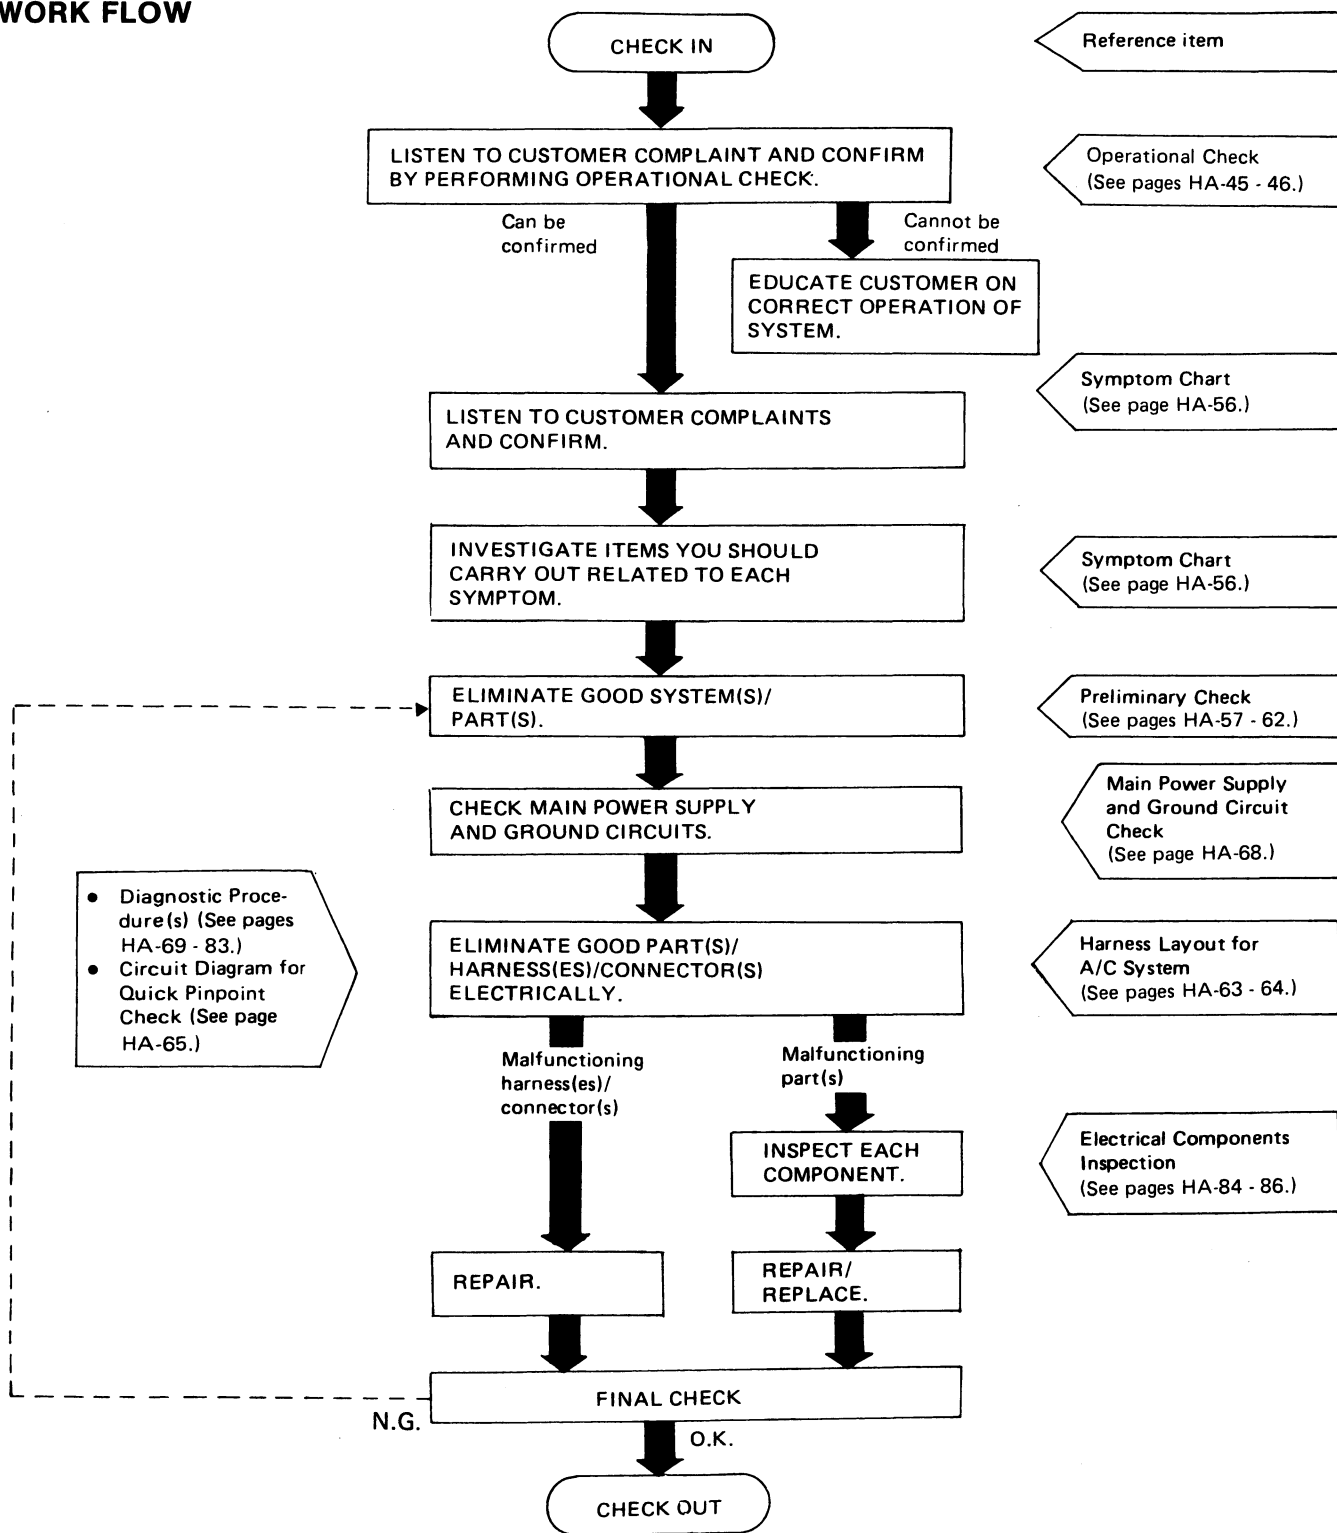 WORK FLOW
CHECK IN
Reference item
LISTEN TO CUSTOMER COMPLAINT AND CONFIRM
BY PERFORMING OPERATIONAL CHECK.
Operational Check
(See pages HA-45 - 46.)
Can be
confirmed
Cannot be
confirmed
EDUCATE CUSTOMER ON
CORRECT OPERATION OF
SYSTEM.
Symptom Chart
(See page HA-56.)
LISTEN TO CUSTOMER COMPLAINTS
AND CONFIRM.
INVESTIGATE ITEMS YOU SHOULD
CARRY OUT RELATED TO EACH
SYMPTOM.
Symptom Chart
(See page HA-56.)
ELIMINATE GOOD SYSTEM(S)/
PART(S).
Preliminary Check
(See pages HA-57 - 62.)
CHECK MAIN POWER SUPPLY
AND GROUND CIRCUITS.
Main Power Supply
and Ground Circuit
Check
(See page HA-68.)
● Diagnostic Proce-
dure(s) (See pages
HA-69 - 83.)
● Circuit Diagram for
Quick Pinpoint
Check (See page
HA-65.)
ELIMINATE GOOD PART(S)/
HARNESS(ES)/CONNECTOR(S)
ELECTRICALLY.
Harness Layout for
A/C System
(See pages HA-63 - 64.)
Malfunctioning
harness(es)/
connector(s)
Malfunctioning
part(s)
INSPECT EACH
COMPONENT.
Electrical Components
Inspection
(See pages HA-84 - 86.)
REPAIR.
REPAIR/
REPLACE.
FINAL CHECK
N.G.
O.K.
CHECK OUT